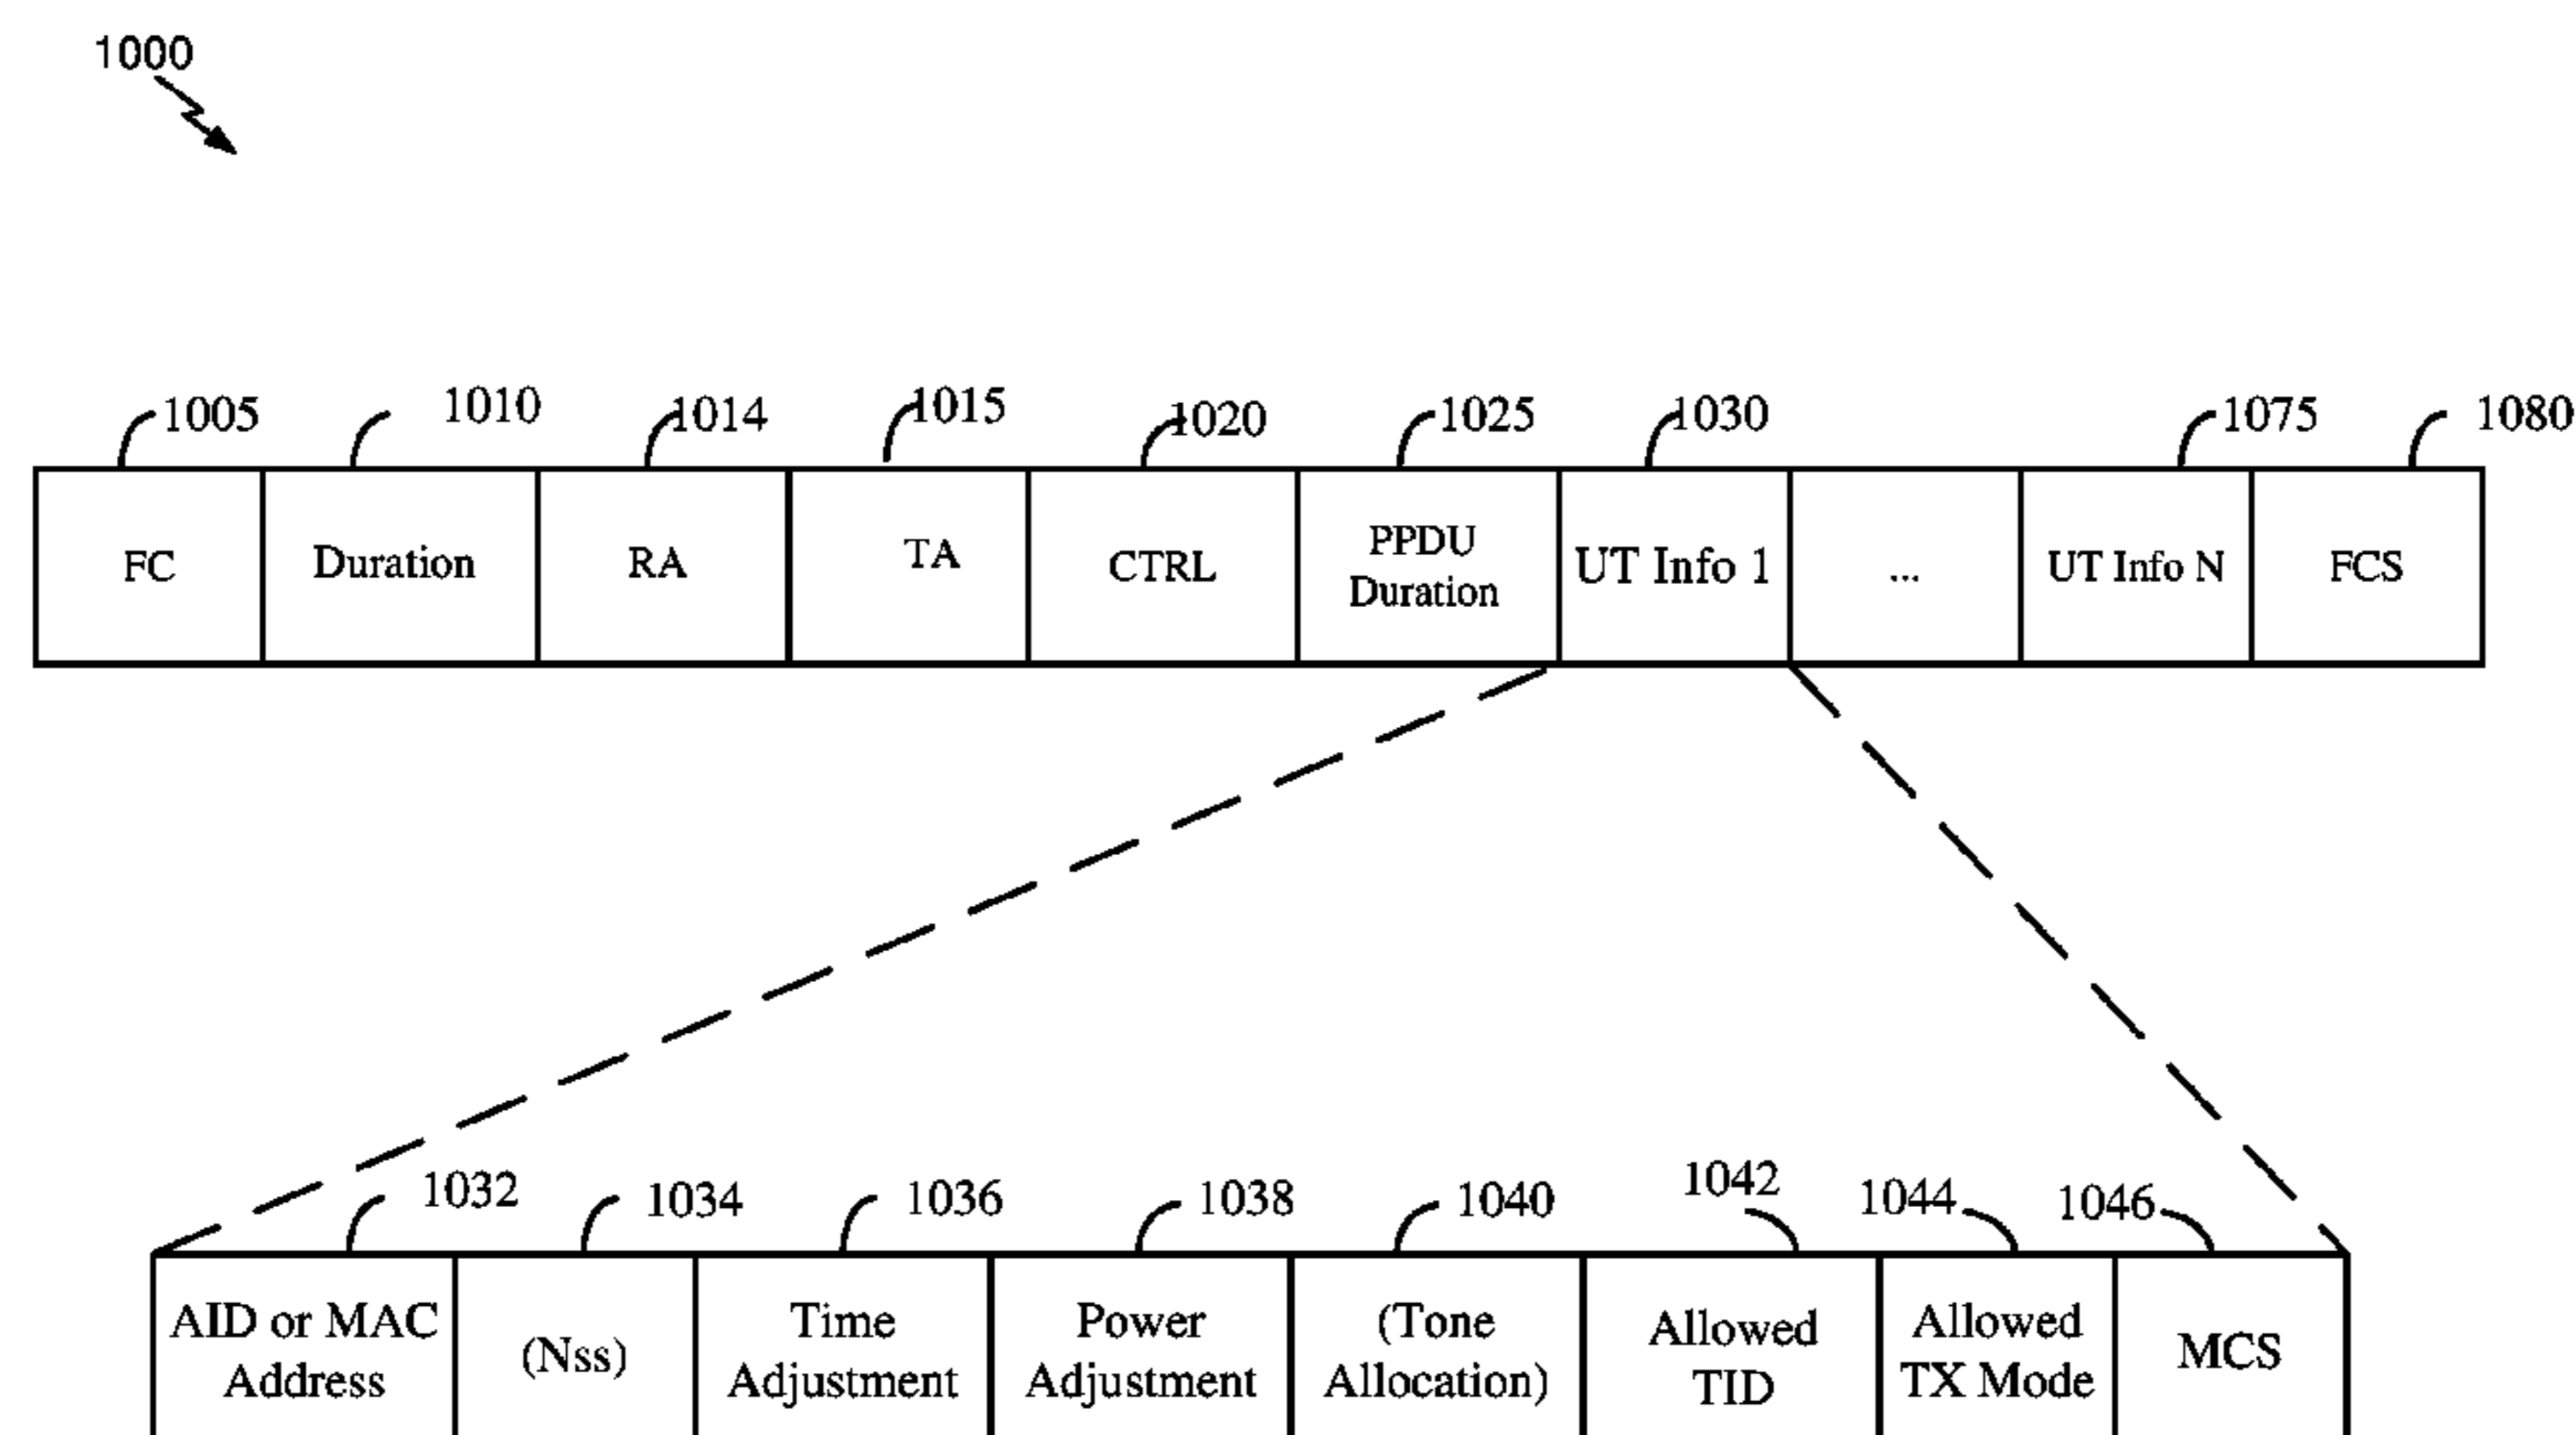 1000
1005 1010 1014 1015 1020 1025 1030 1075 1080
FC Duration RA TA CTRL PPDU Duration UT Info 1 ... UT Info N FCS
1032 1034 1036 1038 1040 1042 1044 1046
AID or MAC Address (Nss) Time Adjustment Power Adjustment (Tone Allocation) Allowed TID Allowed TX Mode MCS